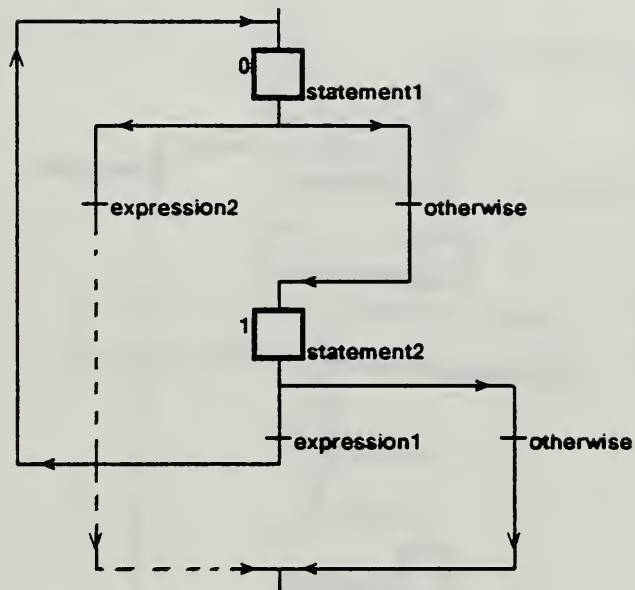 0
statement1
expression2 otherwise
1
statement2
expression1 otherwise